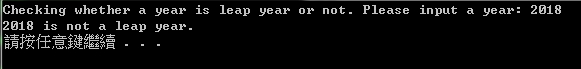 Checking whether a year is leap year or not. Please input a year: 2018
2018 is not a leap year.
請按任意鍵繼續 . . .